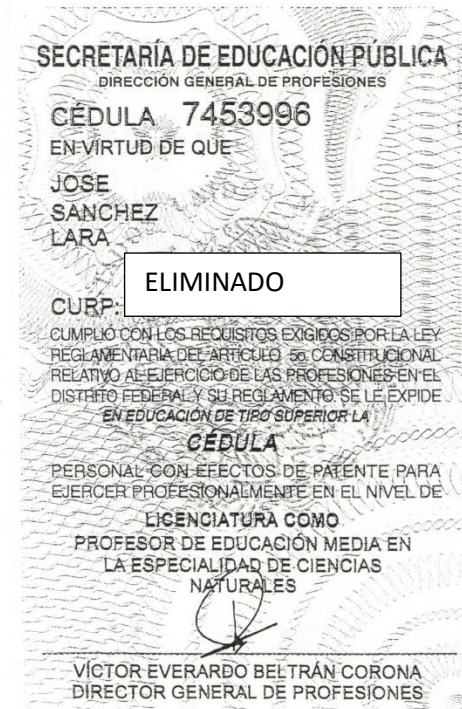 SECRETARÍA DE EDUCACIÓN PÚBLICA
DIRECCIÓN GENERAL DE PROFESIONES
CÉDULA 7453996
EN VIRTUD DE QUE
JOSE
SANCHEZ
LARA
ELIMINADO
CURP:
CUMPLIÓ CON LOS REQUISITOS EXIGIDOS POR LA LEY
REGLAMENTARIA DEL ARTÍCULO 5o. CONSTITUCIONAL
RELATIVO AL EJERCICIO DE LAS PROFESIONES EN EL
DISTRITO FEDERAL Y SU REGLAMENTO SE LE EXPIDE
EN EDUCACIÓN DE TIPO SUPERIOR LA
CÉDULA
PERSONAL CON EFECTOS DE PATENTE PARA
EJERCER PROFESIONALMENTE EN EL NIVEL DE
LICENCIATURA COMO
PROFESOR DE EDUCACIÓN MEDIA EN
LA ESPECIALIDAD DE CIENCIAS
NATURALES
VÍCTOR EVERARDO BELTRÁN CORONA
DIRECTOR GENERAL DE PROFESIONES